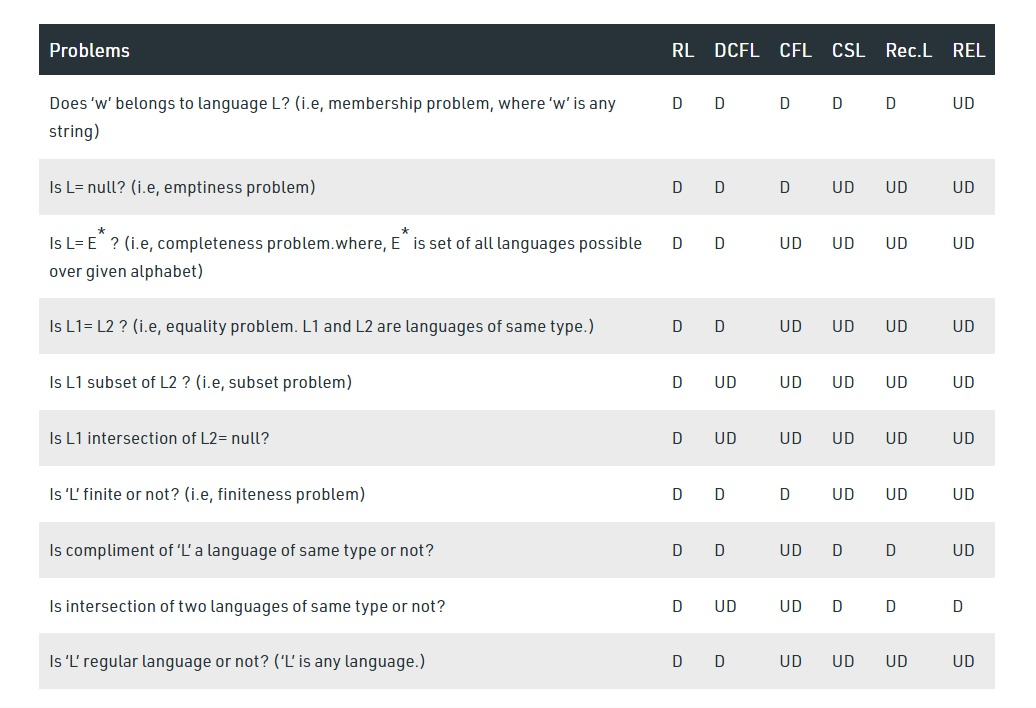 Problems RL DCFL CFL CSL Rec.L REL
Does ‘w’ belongs to language L? (i.e, membership problem, where ‘w’ is any D D D D D UD
string)
Is L= null? (i.e, emptiness problem) D D D UD UD UD
Is L= E* ? (i.e, completeness problem.where, E* is set of all languages possible D D UD UD UD UD
over given alphabet)
Is L1= L2 ? (i.e, equality problem. L1 and L2 are languages of same type.) D D UD UD UD UD
Is L1 subset of L2 ? (i.e, subset problem) D UD UD UD UD UD
Is L1 intersection of L2= null? D UD UD UD UD UD
Is ‘L’ finite or not? (i.e, finiteness problem) D D D UD UD UD
Is compliment of ‘L’ a language of same type or not? D D UD D D UD
Is intersection of two languages of same type or not? D UD UD D D D
Is ‘L’ regular language or not? (‘L’ is any language.) D D UD UD UD UD